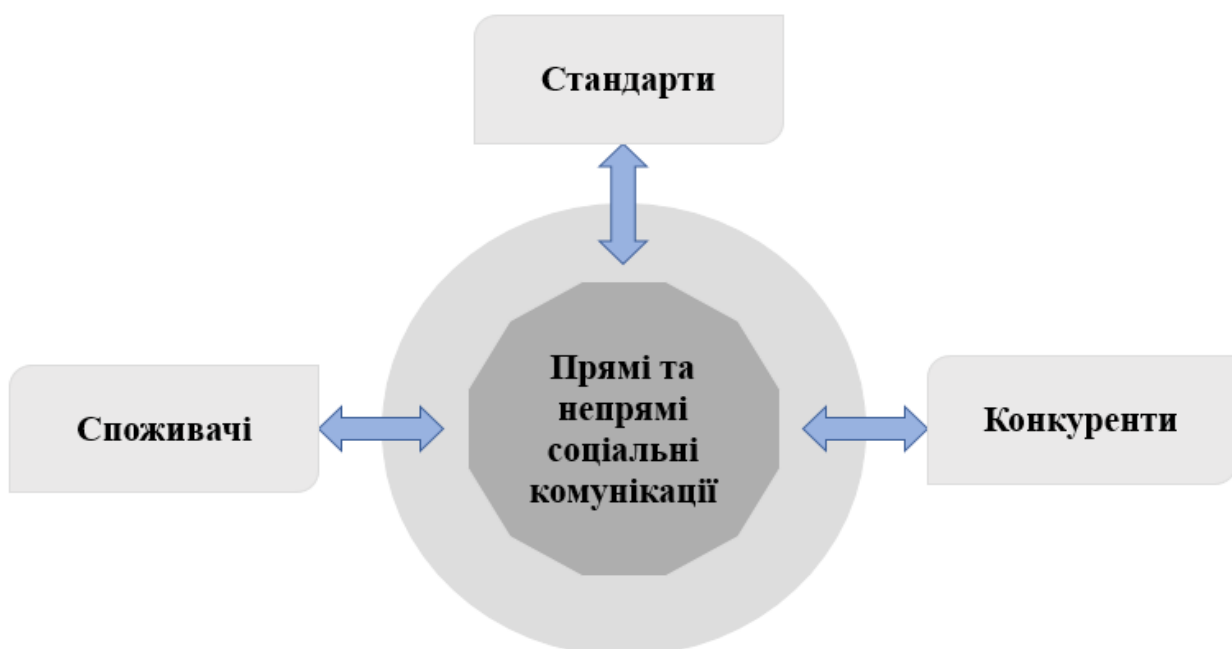 Стандарти
Споживачі
Прямі та
непрямі
соціальні
комунікації
Конкуренти